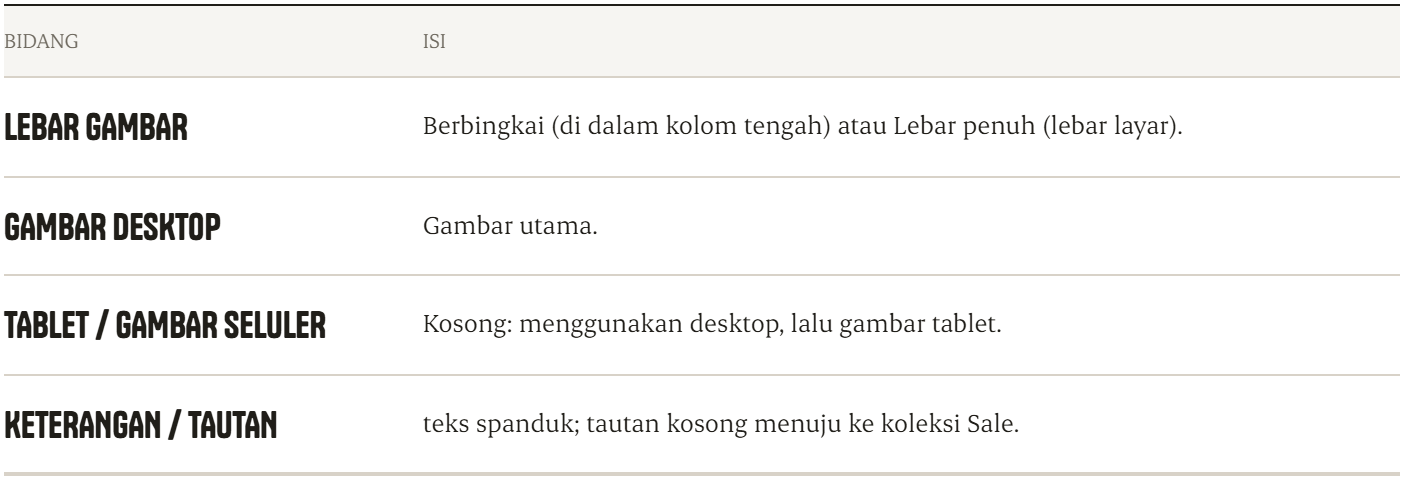 BIDANG ISI
LEBAR GAMBAR Berbingkai (di dalam kolom tengah) atau Lebar penuh (lebar layar).
GAMBAR DESKTOP Gambar utama.
TABLET / GAMBAR SELULER Kosong: menggunakan desktop, lalu gambar tablet.
KETERANGAN / TAUTAN teks spanduk; tautan kosong menuju ke koleksi Sale.